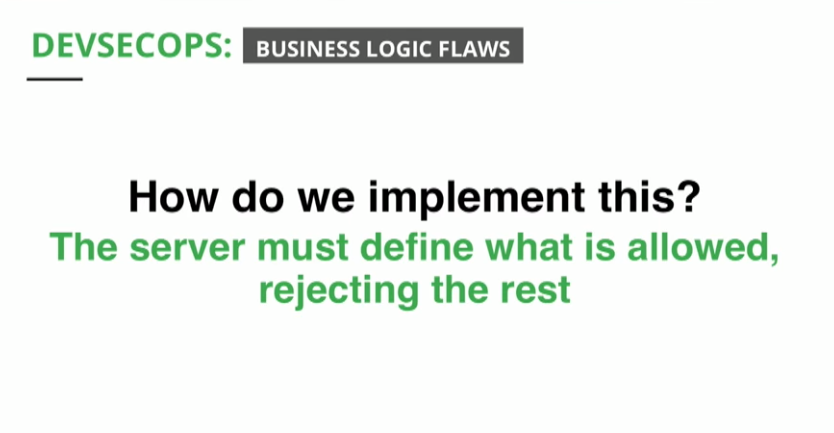 DEVSECOPS: BUSINESS LOGIC FLAWS
How do we implement this?
The server must define what is allowed,
rejecting the rest